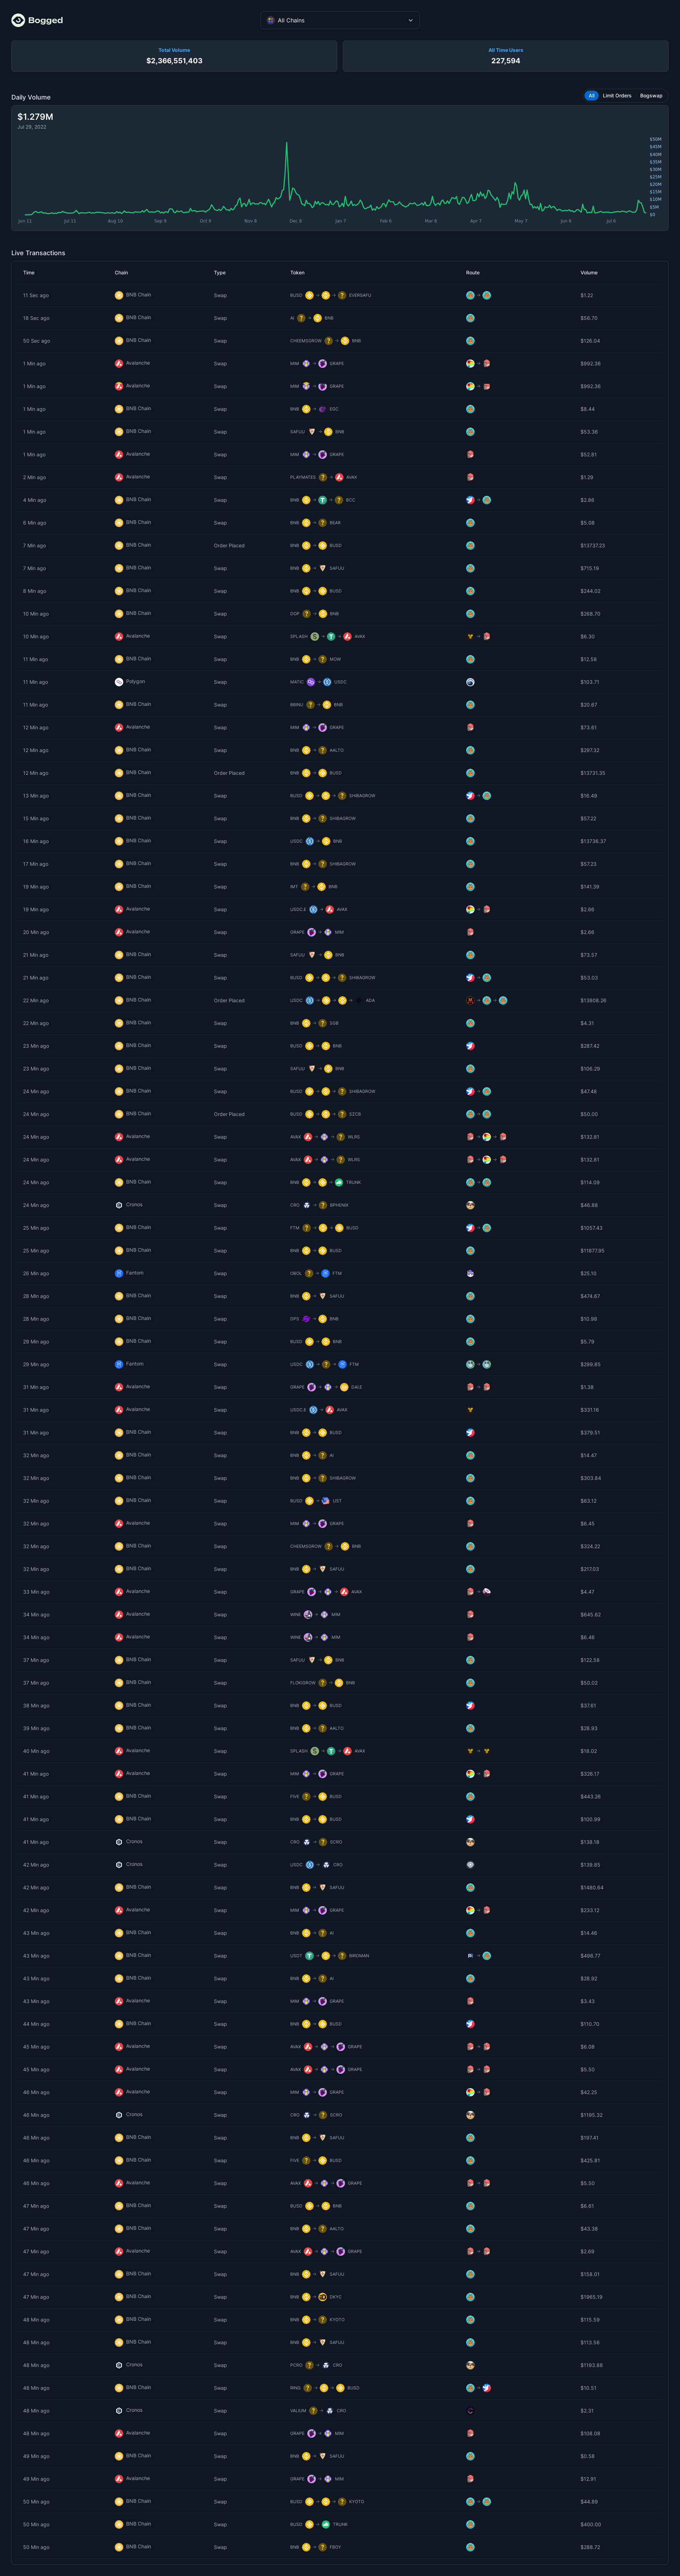 Bogged
All Chains
Total Volume
$2,366,551,403
All Time Users
227,594
Daily Volume
All Limit Orders Bogswap
$1.279M
Jul 29, 2022
$50M
$45M
$40M
$35M
$30M
$25M
$20M
$15M
$10M
$5M
$0
Jun 11 Jul 11 Aug 10 Sep 9 Oct 9 Nov 8 Dec 8 Jan 7 Feb 6 Mar 8 Apr 7 May 7 Jun 6 Jul 6
Live Transactions
Time Chain Type Token Route Volume
11 Sec ago BNB Chain Swap BUSD → → EVERSAFU → $1.22
18 Sec ago BNB Chain Swap AI → BNB $56.70
50 Sec ago BNB Chain Swap CHEEMSGROW → BNB $126.04
1 Min ago Avalanche Swap MIM → GRAPE → $992.36
1 Min ago Avalanche Swap MIM → GRAPE → $992.36
1 Min ago BNB Chain Swap BNB → EGC $8.44
1 Min ago BNB Chain Swap SAFUU → BNB $53.36
1 Min ago Avalanche Swap MIM → GRAPE $52.81
2 Min ago Avalanche Swap PLAYMATES → AVAX $1.29
4 Min ago BNB Chain Swap BNB → → BCC → $2.86
6 Min ago BNB Chain Swap BNB → BEAR $5.58
7 Min ago BNB Chain Order Placed BNB → BUSD $13737.23
7 Min ago BNB Chain Swap BNB → SAFUU $715.19
8 Min ago BNB Chain Swap BNB → BUSD $244.02
10 Min ago BNB Chain Swap DOP → BNB $268.70
10 Min ago Avalanche Swap SPLASH → → AVAX → $6.30
11 Min ago BNB Chain Swap BNB → MOW $12.58
11 Min ago Polygon Swap MATIC → USDC $103.71
11 Min ago BNB Chain Swap RBINU → BNB $20.67
12 Min ago Avalanche Swap MIM → GRAPE $73.61
12 Min ago BNB Chain Swap BNB → AALTO $297.32
12 Min ago BNB Chain Order Placed BNB → BUSD $13731.35
13 Min ago BNB Chain Swap BUSD → → SHIBAGROW → $16.49
15 Min ago BNB Chain Swap BNB → SHIBAGROW $57.22
16 Min ago BNB Chain Swap USDC → BNB $13736.37
17 Min ago BNB Chain Swap BNB → SHIBAGROW $57.23
19 Min ago BNB Chain Swap IMT → BNB $141.39
19 Min ago Avalanche Swap USDC.E → AVAX → $2.66
20 Min ago Avalanche Swap GRAPE → MIM $2.66
21 Min ago BNB Chain Swap SAFUU → BNB $73.57
21 Min ago BNB Chain Swap BUSD → → SHIBAGROW → $53.03
22 Min ago BNB Chain Order Placed USDC → → → ADA → → $13808.26
22 Min ago BNB Chain Swap BNB → SGB $4.31
23 Min ago BNB Chain Swap BUSD → BNB $287.42
23 Min ago BNB Chain Swap SAFUU → BNB $106.29
24 Min ago BNB Chain Swap BUSD → → SHIBAGROW → $47.48
24 Min ago BNB Chain Order Placed BUSD → → SZCB → $50.00
24 Min ago Avalanche Swap AVAX → → WLRS → → $132.81
24 Min ago Avalanche Swap AVAX → → WLRS → → $132.81
24 Min ago BNB Chain Swap BNB → → TRUNK → $114.09
24 Min ago Cronos Swap CRO → BPHENIX $46.88
25 Min ago BNB Chain Swap FTM → → BUSD → $1057.43
25 Min ago BNB Chain Swap BNB → BUSD $11877.95
26 Min ago Fantom Swap OBOL → FTM $25.10
28 Min ago BNB Chain Swap BNB → SAFUU $474.67
28 Min ago BNB Chain Swap DPS → BNB $10.98
29 Min ago BNB Chain Swap BUSD → BNB $5.79
29 Min ago Fantom Swap USDC → → FTM → $299.85
31 Min ago Avalanche Swap GRAPE → → DAI.E → $1.38
31 Min ago Avalanche Swap USDC.E → AVAX $331.16
31 Min ago BNB Chain Swap BNB → BUSD $379.51
32 Min ago BNB Chain Swap BNB → AI $14.47
32 Min ago BNB Chain Swap BNB → SHIBAGROW $303.84
32 Min ago BNB Chain Swap BUSD → UST $63.12
32 Min ago Avalanche Swap MIM → GRAPE $6.45
32 Min ago BNB Chain Swap CHEEMSGROW → BNB $324.22
32 Min ago BNB Chain Swap BNB → SAFUU $217.03
33 Min ago Avalanche Swap GRAPE → → AVAX → $4.47
34 Min ago Avalanche Swap WINE → MIM $645.62
34 Min ago Avalanche Swap WINE → MIM $6.46
37 Min ago BNB Chain Swap SAFUU → BNB $122.58
37 Min ago BNB Chain Swap FLOKIGROW → BNB $50.02
38 Min ago BNB Chain Swap BNB → BUSD $37.61
39 Min ago BNB Chain Swap BNB → AALTO $28.93
40 Min ago Avalanche Swap SPLASH → → AVAX → $18.02
41 Min ago Avalanche Swap MIM → GRAPE → $326.17
41 Min ago BNB Chain Swap FIVE → BUSD $443.26
41 Min ago BNB Chain Swap BNB → BUSD $100.99
41 Min ago Cronos Swap CRO → SCRO $138.18
42 Min ago Cronos Swap USDC → CRO $139.85
42 Min ago BNB Chain Swap BNB → SAFUU $1480.64
42 Min ago Avalanche Swap MIM → GRAPE → $233.12
43 Min ago BNB Chain Swap BNB → AI $14.46
43 Min ago BNB Chain Swap USDT → → BIRDMAN → $498.77
43 Min ago BNB Chain Swap BNB → AI $28.92
43 Min ago Avalanche Swap MIM → GRAPE $3.43
44 Min ago BNB Chain Swap BNB → BUSD $110.70
45 Min ago Avalanche Swap AVAX → → GRAPE → $6.08
45 Min ago Avalanche Swap AVAX → → GRAPE → $5.50
46 Min ago Avalanche Swap MIM → GRAPE → $42.25
46 Min ago Cronos Swap CRO → SCRO $1195.32
46 Min ago BNB Chain Swap BNB → SAFUU $197.41
46 Min ago BNB Chain Swap FIVE → BUSD $425.81
46 Min ago Avalanche Swap AVAX → → GRAPE → $5.50
47 Min ago BNB Chain Swap BUSD → BNB $6.61
47 Min ago BNB Chain Swap BNB → AALTO $43.38
47 Min ago Avalanche Swap AVAX → → GRAPE → $2.69
47 Min ago BNB Chain Swap BNB → SAFUU $158.01
47 Min ago BNB Chain Swap BNB → DKYC $1965.19
48 Min ago BNB Chain Swap BNB → KYOTO $115.59
48 Min ago BNB Chain Swap BNB → SAFUU $113.56
48 Min ago Cronos Swap PCRO → CRO $1193.88
48 Min ago BNB Chain Swap RING → → BUSD → $10.51
48 Min ago Cronos Swap VALIUM → CRO $2.31
48 Min ago Avalanche Swap GRAPE → MIM $108.08
49 Min ago BNB Chain Swap BNB → SAFUU $0.58
49 Min ago Avalanche Swap GRAPE → MIM $12.91
50 Min ago BNB Chain Swap BUSD → → KYOTO → $44.89
50 Min ago BNB Chain Swap BUSD → TRUNK $400.00
50 Min ago BNB Chain Swap BNB → FBOY $288.72